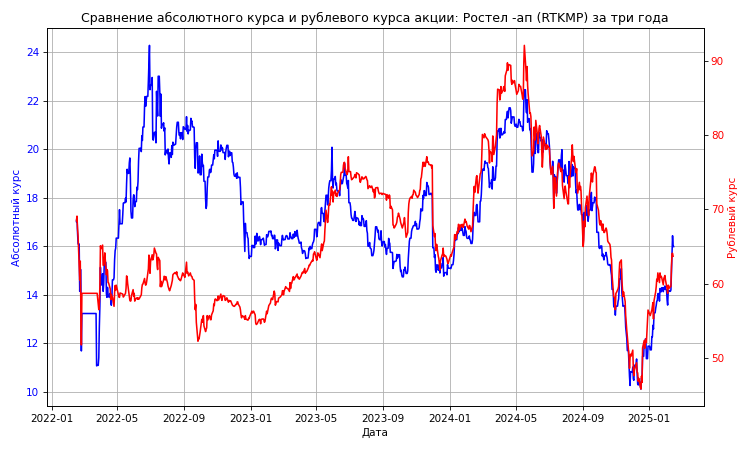 Сравнение абсолютного курса и рублевого курса акции: Ростел -ап (RTKMP) за три года
Абсолютный курс
24
22
20
18
16
14
12
10
Рублевый курс
90
80
70
60
50
2022-01 2022-05 2022-09 2023-01 2023-05 2023-09 2024-01 2024-05 2024-09 2025-01
Дата